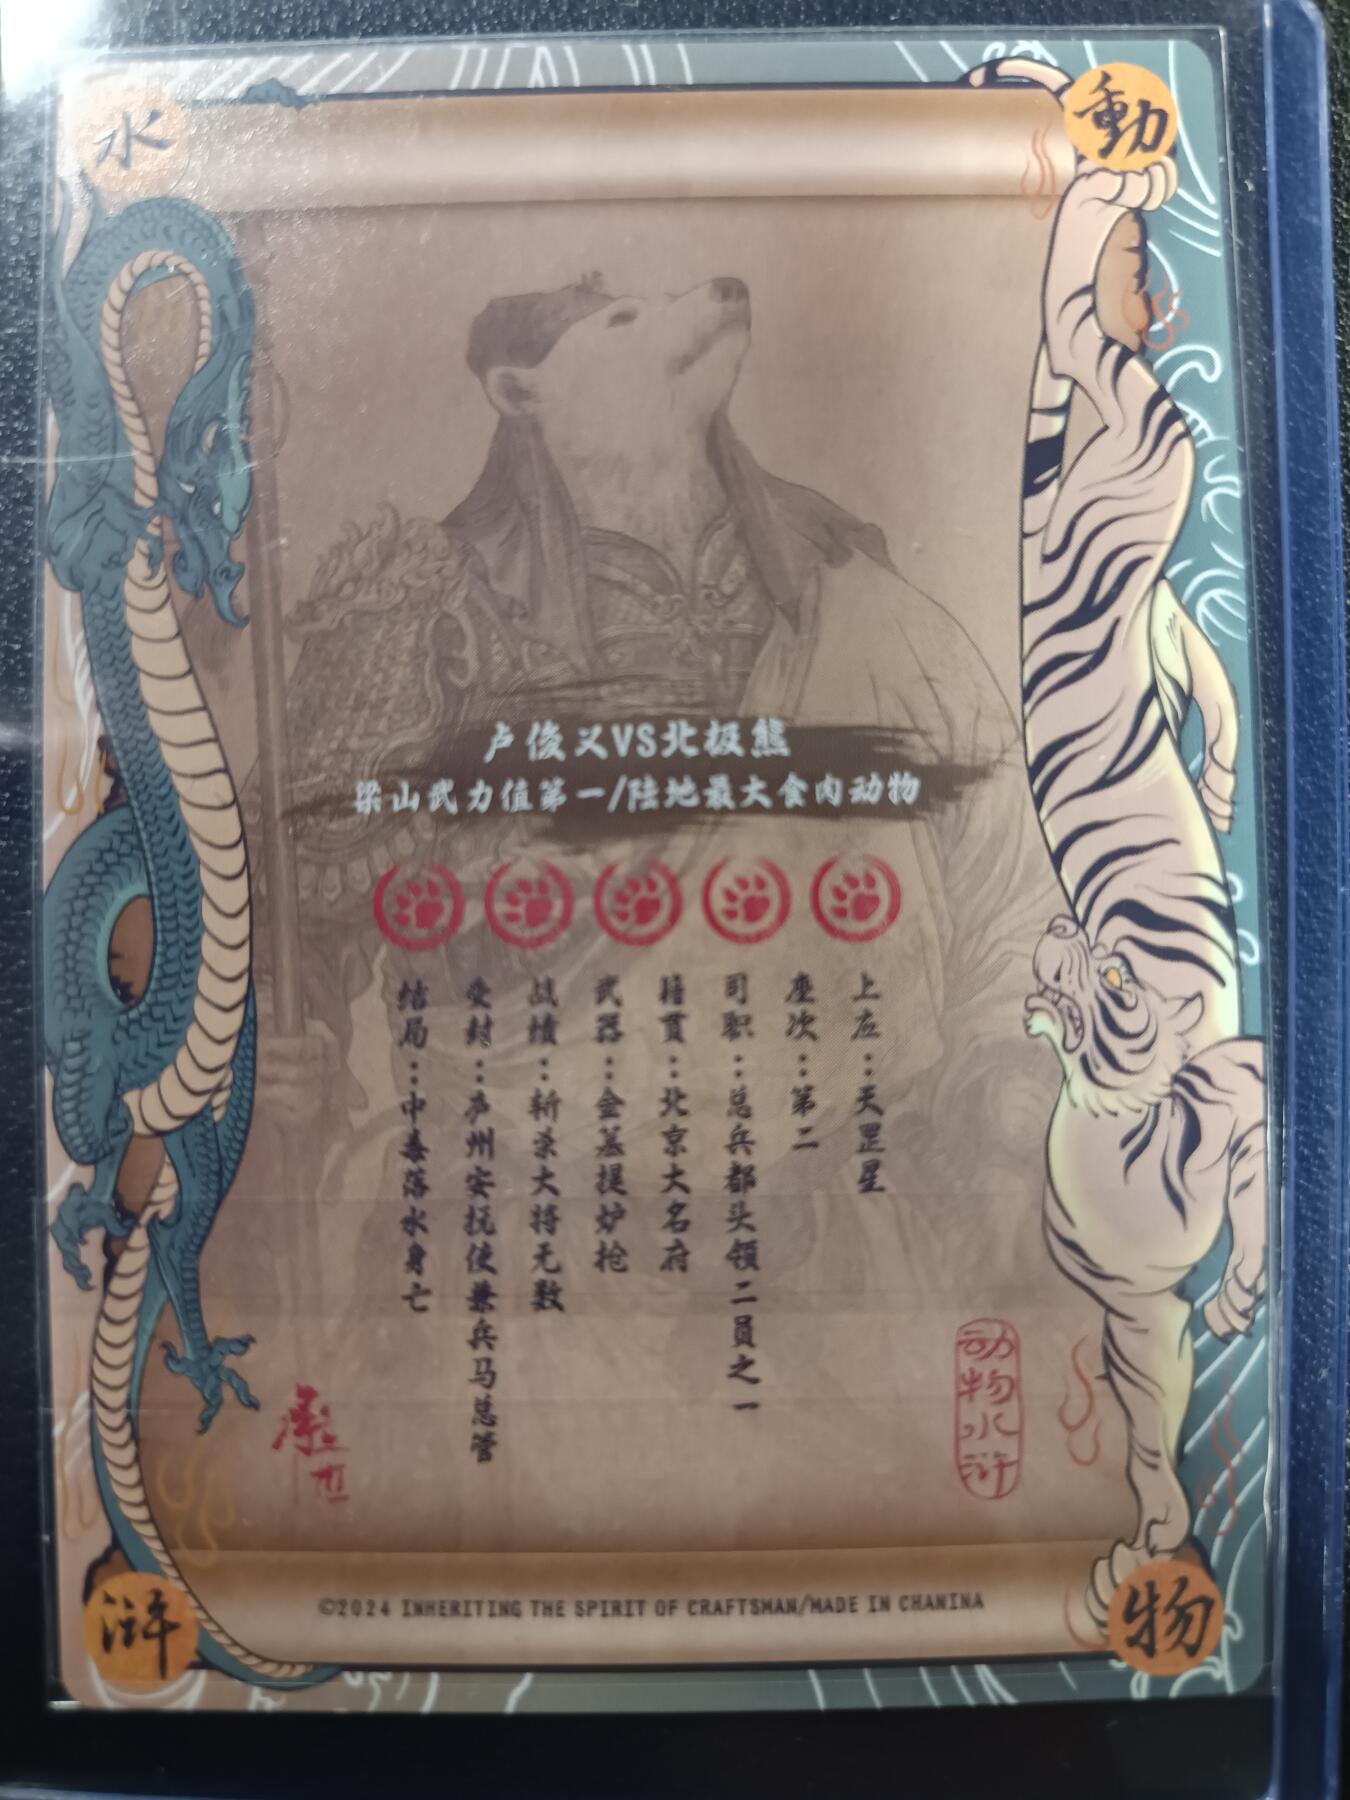 動
物
水
浒
卢俊义VS北极熊
梁山武力值第一/陆地最大食肉动物
上应：天罡星
座次：第二
司职：总兵都头领二员之一
籍貫：北京大名府
武器：金基提炉枪
战绩：斩杀大将无数
受封：庐州安抚使兼兵马总管
结局：中毒落水身亡
动物水浒
承世
©2024 INHERITING THE SPIRIT OF CRAFTSMAN/MADE IN CHANINA